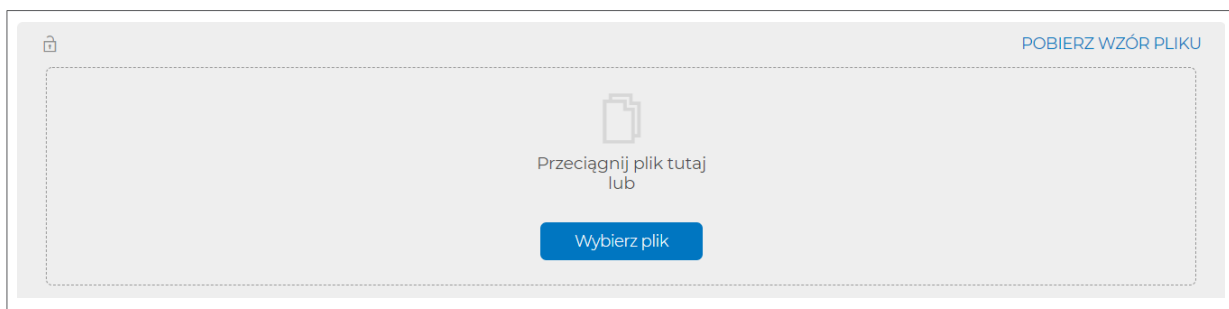 POBIERZ WZÓR PLIKU
Przeciągnij plik tutaj
lub
Wybierz plik